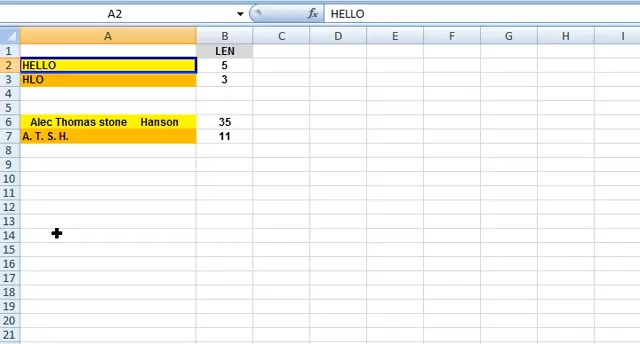 A2 fx HELLO
A B C D E F G H I
1 LEN
2 HELLO 5
3 HLO 3
4
5
6 Alec Thomas stone Hanson 35
7 A. T. S. H. 11
8
9
10
11
12
13
14
15
16
17
18
19
20
21